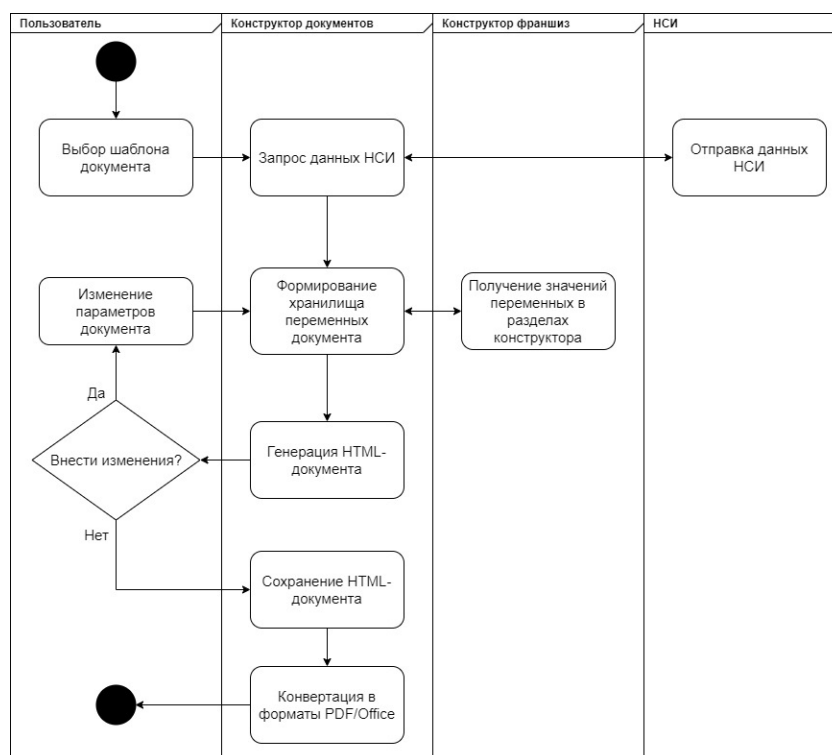 Пользователь
Конструктор документов
Конструктор франшиз
НСИ
Выбор шаблона
документа
Запрос данных НСИ
Отправка данных
НСИ
Изменение
параметров
документа
Формирование
хранилища
переменных
документа
Получение значений
переменных в
разделах
конструктора
Да
Внести изменения?
Генерация HTML-
документа
Нет
Сохранение HTML-
документа
Конвертация в
форматы PDF/Office